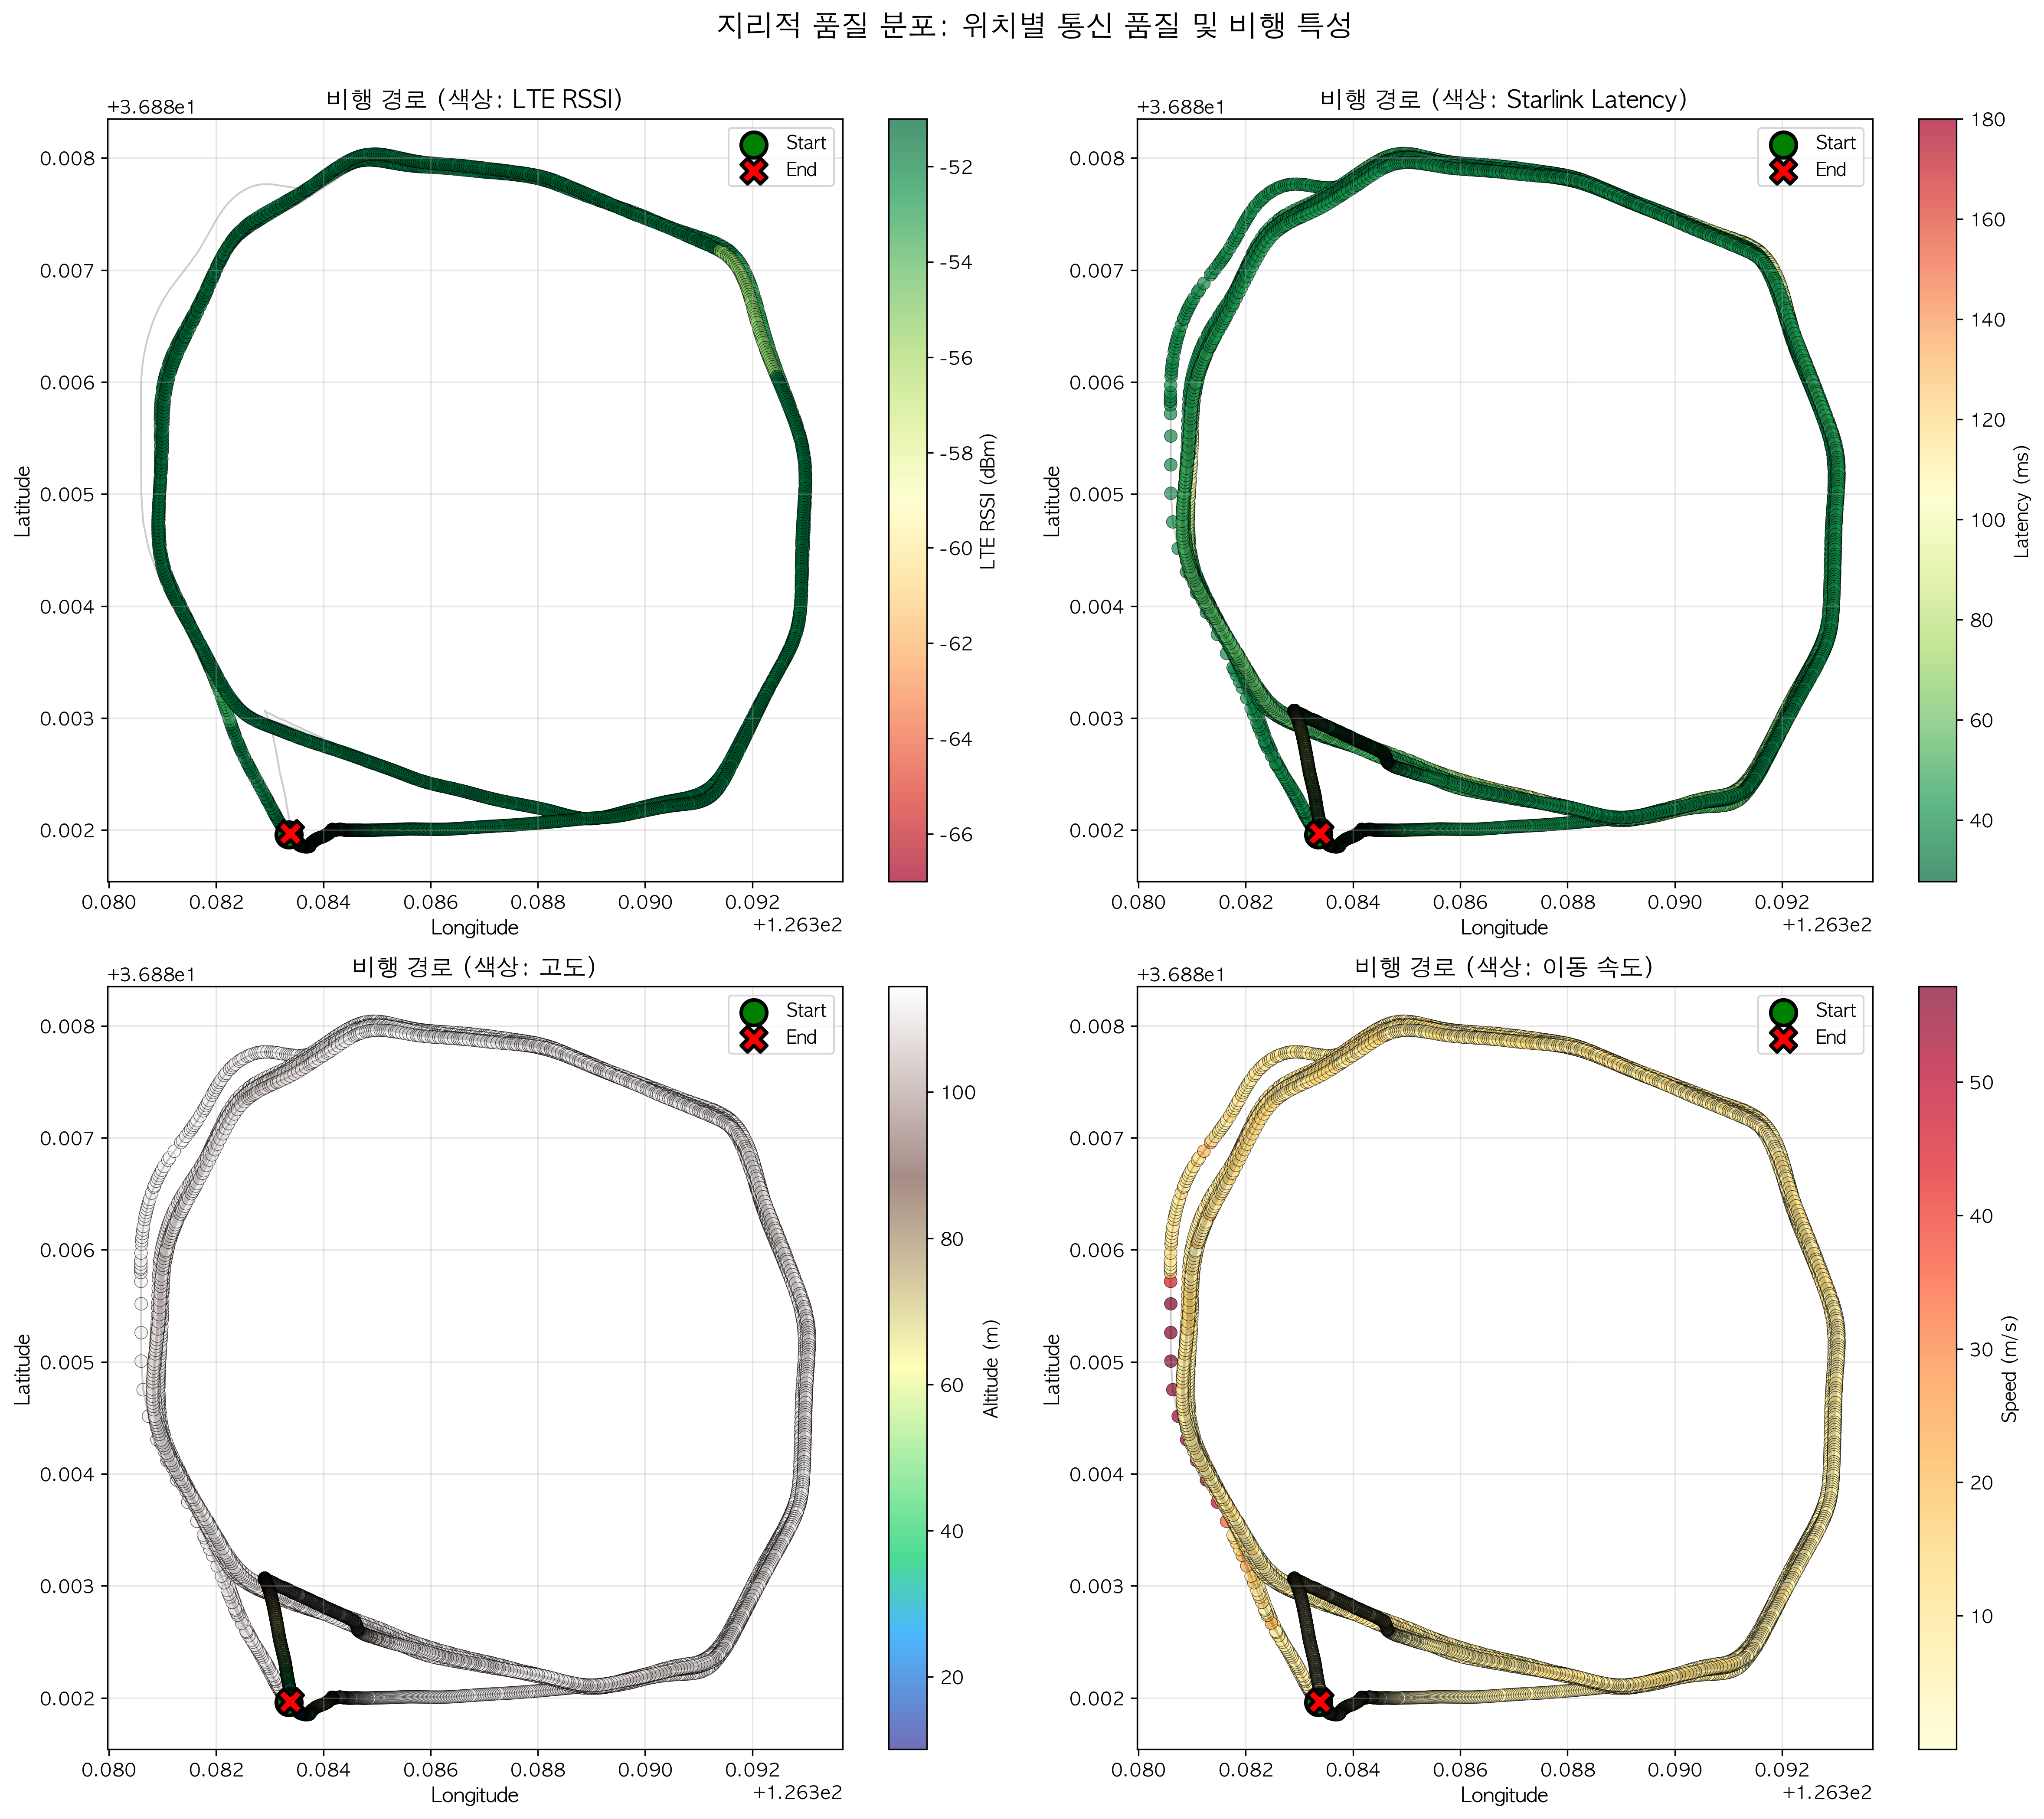 지리적 품질 분포: 위치별 통신 품질 및 비행 특성
비행 경로 (색상: LTE RSSI)
+3.688e1
0.008
0.007
0.006
0.005
0.004
0.003
0.002
Latitude
0.080 0.082 0.084 0.086 0.088 0.090 0.092
Longitude
+1.263e2
Start
End
-52
-54
-56
-58
-60
-62
-64
-66
LTE RSSI (dBm)
비행 경로 (색상: Starlink Latency)
+3.688e1
0.008
0.007
0.006
0.005
0.004
0.003
0.002
Latitude
0.080 0.082 0.084 0.086 0.088 0.090 0.092
Longitude
+1.263e2
Start
End
180
160
140
120
100
80
60
40
Latency (ms)
비행 경로 (색상: 고도)
+3.688e1
0.008
0.007
0.006
0.005
0.004
0.003
0.002
Latitude
0.080 0.082 0.084 0.086 0.088 0.090 0.092
Longitude
+1.263e2
Start
End
100
80
60
40
20
Altitude (m)
비행 경로 (색상: 이동 속도)
+3.688e1
0.008
0.007
0.006
0.005
0.004
0.003
0.002
Latitude
0.080 0.082 0.084 0.086 0.088 0.090 0.092
Longitude
+1.263e2
Start
End
50
40
30
20
10
Speed (m/s)